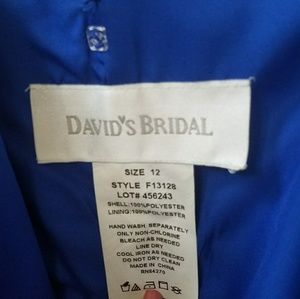 DAVID'S BRIDAL
SIZE 12
STYLE F13128
LOT# 456243
SHELL:100%POLYESTER
LINING:100%POLYESTER
HAND WASH SEPARATELY
ONLY NON-CHLORINE
BLEACH AS NEEDED
LINE DRY
COOL IRON AS NEEDED
DO NOT DRY CLEAN
MADE IN CHINA
RN84270